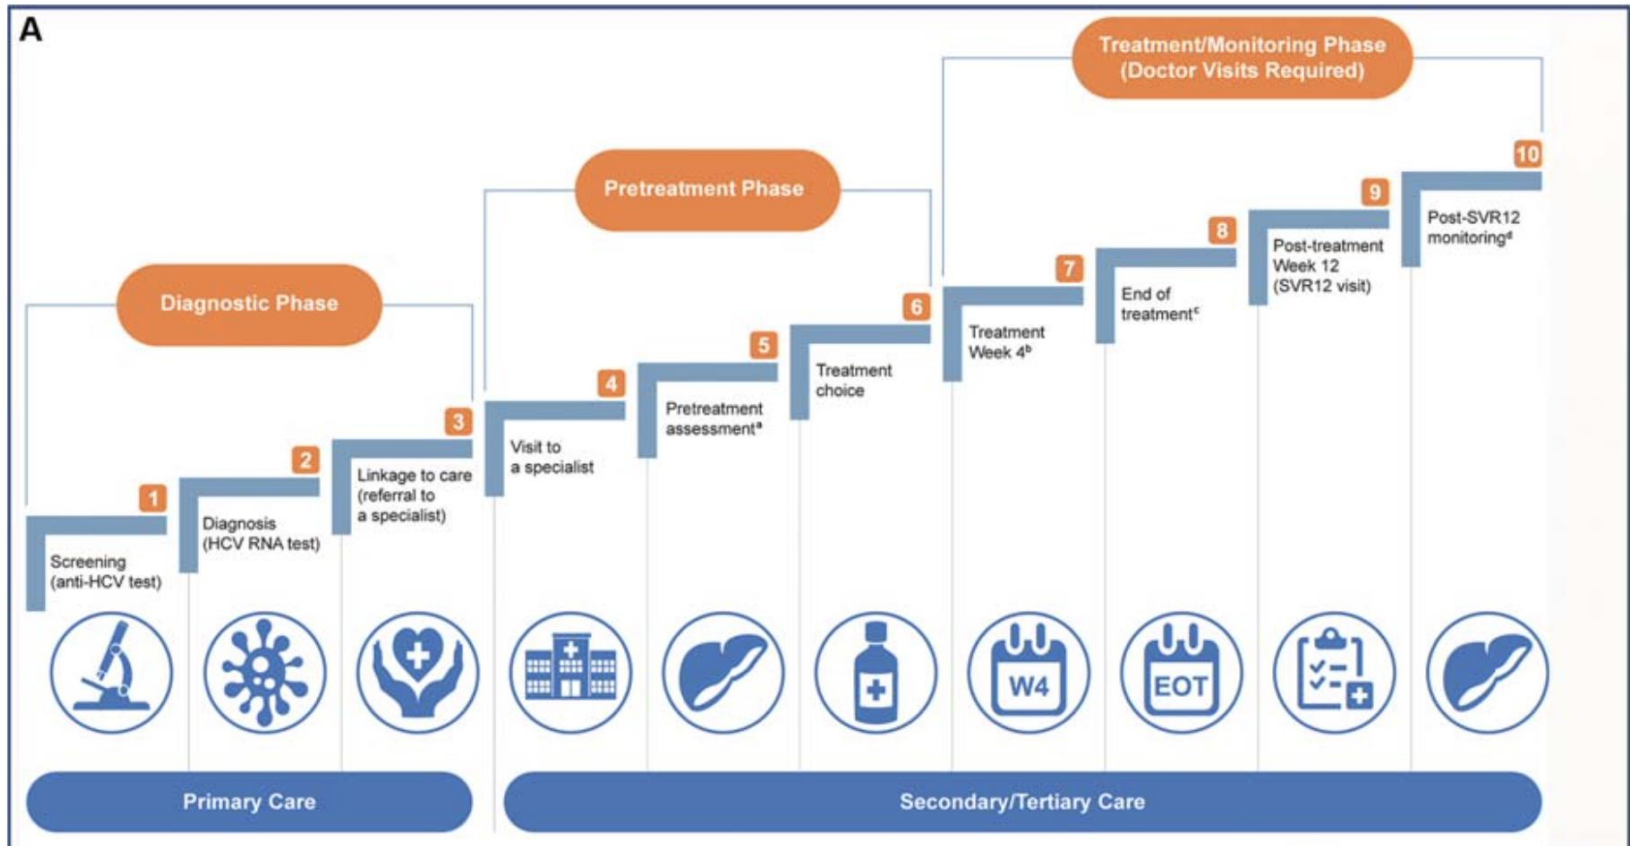 A
Treatment/Monitoring Phase
(Doctor Visits Required)
Pretreatment Phase
Diagnostic Phase
1
Screening
(anti-HCV test)
2
Diagnosis
(HCV RNA test)
3
Linkage to care
(referral to
a specialist)
4
Visit to
a specialist
5
Pretreatment
assessmentᵃ
6
Treatment
choice
7
Treatment
Week 4ᵇ
8
End of
treatmentᶜ
9
Post-treatment
Week 12
(SVR12 visit)
10
Post-SVR12
monitoringᵈ
W4
EOT
Primary Care
Secondary/Tertiary Care